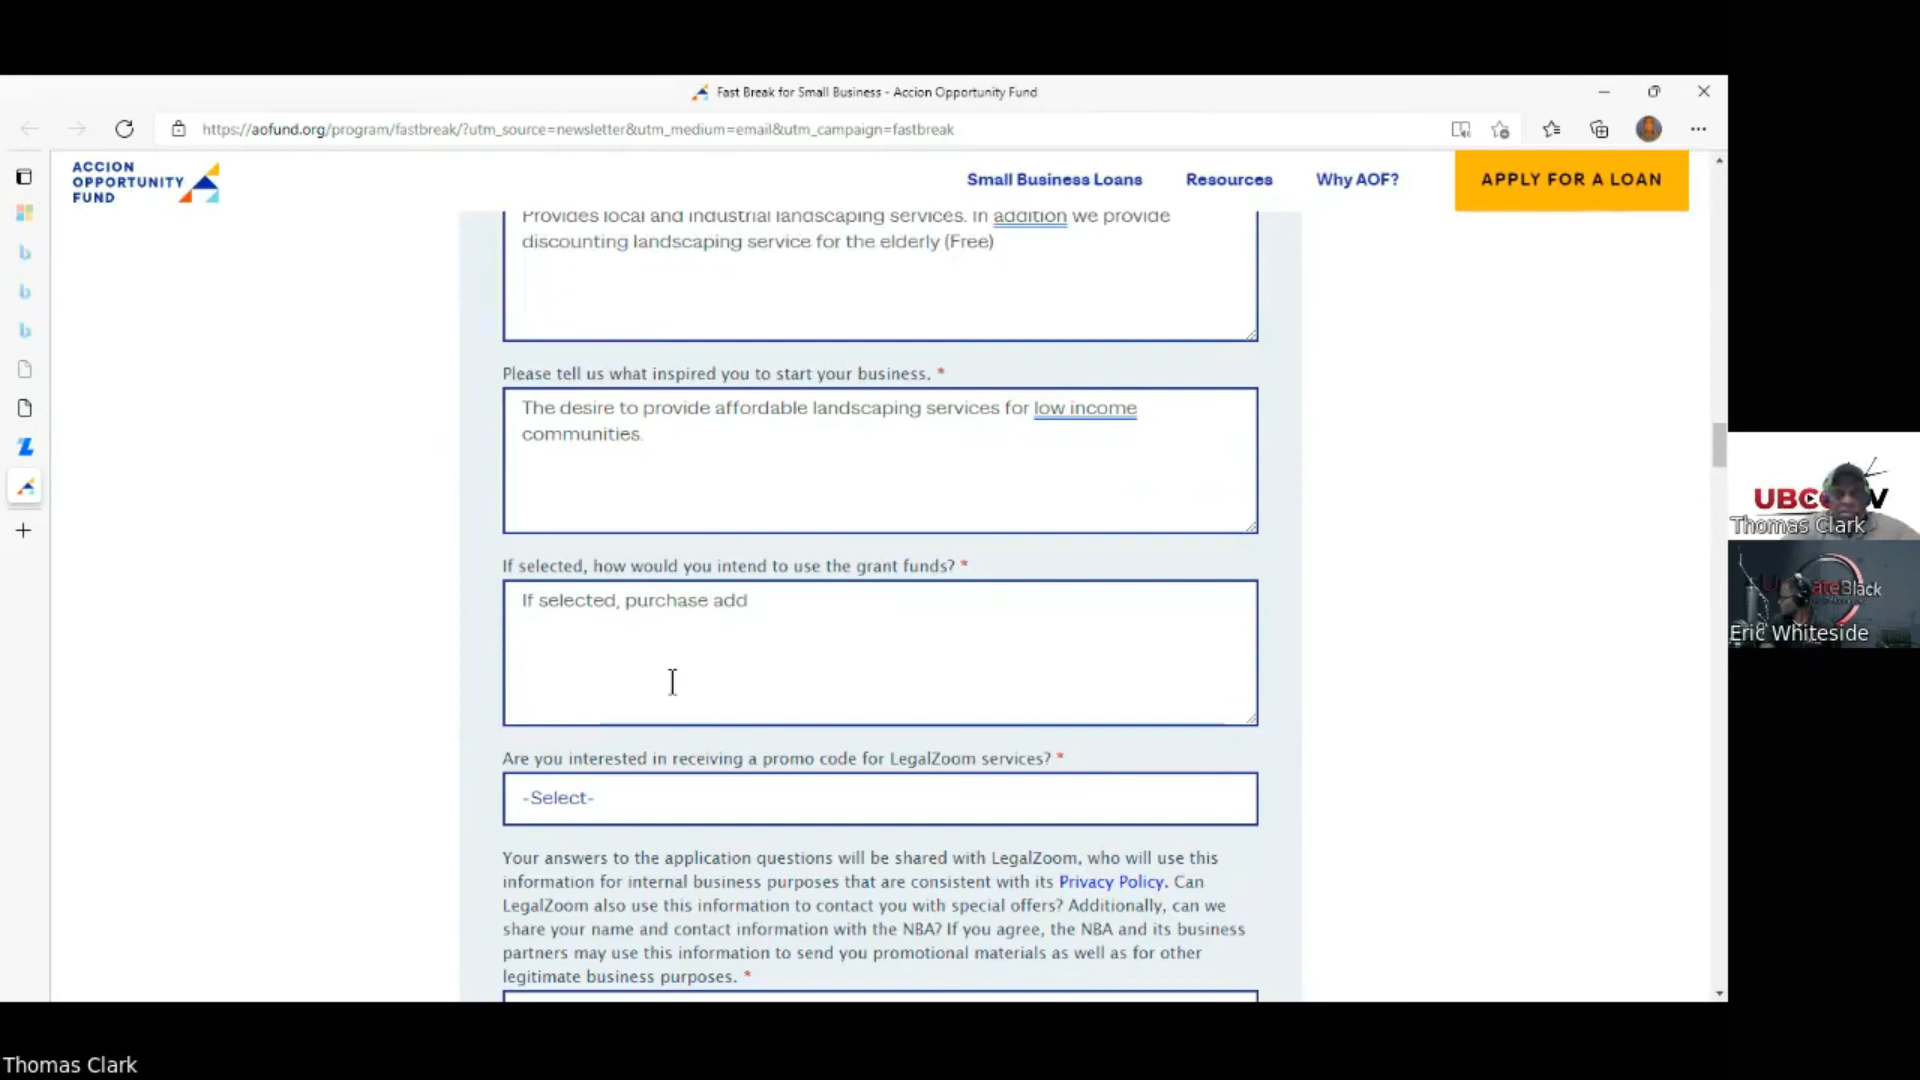 Fast Break for Small Business - Accion Opportunity Fund
https://aofund.org/program/fastbreak/?utm_source=newsletter&utm_medium=email&utm_campaign=fastbreak
ACCION
OPPORTUNITY
FUND
Small Business Loans
Resources
Why AOF?
APPLY FOR A LOAN
Provides local and industrial landscaping services. In addition we provide
discounting landscaping service for the elderly (Free)
Please tell us what inspired you to start your business. *
The desire to provide affordable landscaping services for low income
communities.
If selected, how would you intend to use the grant funds? *
If selected, purchase add
Are you interested in receiving a promo code for LegalZoom services? *
-Select-
Your answers to the application questions will be shared with LegalZoom, who will use this
information for internal business purposes that are consistent with its Privacy Policy. Can
LegalZoom also use this information to contact you with special offers? Additionally, can we
share your name and contact information with the NBA? If you agree, the NBA and its business
partners may use this information to send you promotional materials as well as for other
legitimate business purposes. *
Thomas Clark
Black
Eric Whiteside
Thomas Clark